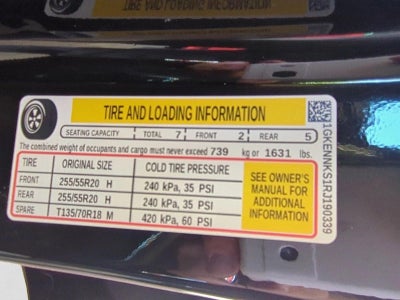 TIRE AND LOADING INFORMATION
SEATING CAPACITY TOTAL 7 FRONT 2 REAR 5
The combined weight of occupants and cargo must never exceed 739 kg or 1631 lbs.
TIRE ORIGINAL SIZE COLD TIRE PRESSURE
FRONT 255/55R20 H 240 kPa, 35 PSI
REAR 255/55R20 H 240 kPa, 35 PSI
SPARE T135/70R18 M 420 kPa, 60 PSI
SEE OWNER'S
MANUAL FOR
ADDITIONAL
INFORMATION
1GKENNKS1RJ190339